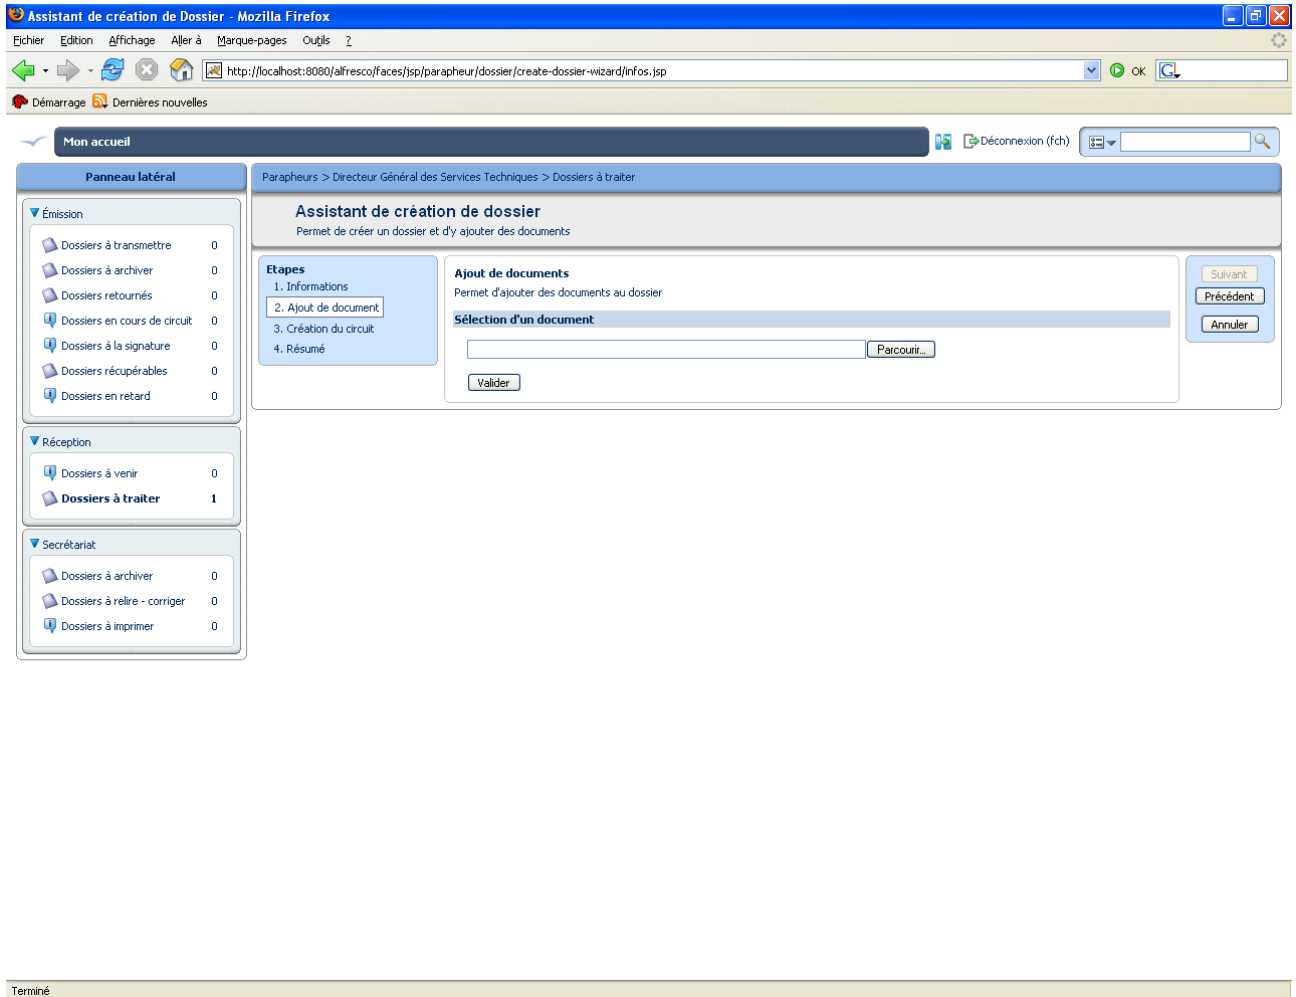 Assistant de création de Dossier - Mozilla Firefox
Fichier Edition Affichage Aller à Marque-pages Outils ?
http://localhost:8080/alfresco/faces/jsp/parapheur/dossier/create-dossier-wizard/infos.jsp OK G
Démarrage Dernières nouvelles
Mon accueil Déconnexion (fch)
Panneau latéral
Parapheurs > Directeur Général des Services Techniques > Dossiers à traiter
Émission
Dossiers à transmettre 0
Dossiers à archiver 0
Dossiers retournés 0
Dossiers en cours de circuit 0
Dossiers à la signature 0
Dossiers récupérables 0
Dossiers en retard 0
Réception
Dossiers à venir 0
Dossiers à traiter 1
Secrétariat
Dossiers à archiver 0
Dossiers à relire - corriger 0
Dossiers à imprimer 0
Assistant de création de dossier
Permet de créer un dossier et d'y ajouter des documents
Etapes
1. Informations
2. Ajout de document
3. Création du circuit
4. Résumé
Ajout de documents
Permet d'ajouter des documents au dossier
Sélection d'un document
Parcourir...
Valider
Suivant
Précédent
Annuler
Terminé